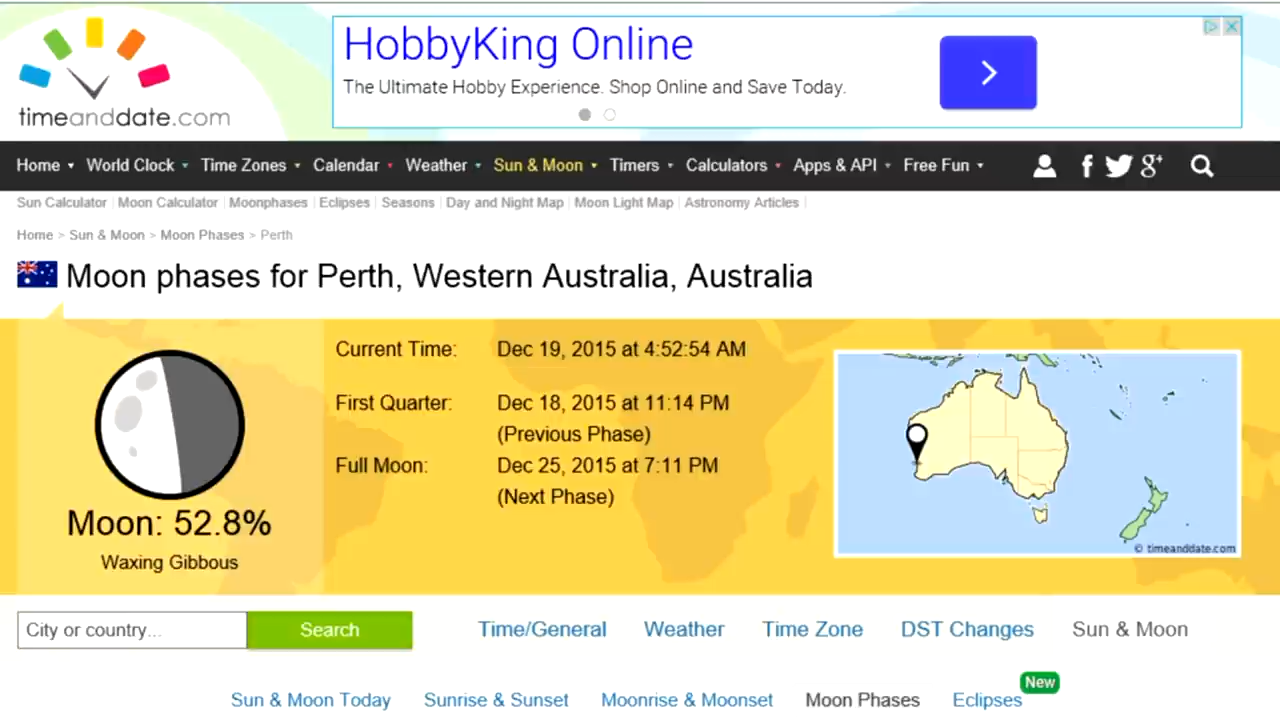 timeanddate.com
HobbyKing Online
The Ultimate Hobby Experience. Shop Online and Save Today.
Home World Clock Time Zones Calendar Weather Sun & Moon Timers Calculators Apps & API Free Fun
Sun Calculator | Moon Calculator | Moonphases | Eclipses | Seasons | Day and Night Map | Moon Light Map | Astronomy Articles |
Home > Sun & Moon > Moon Phases > Perth
Moon phases for Perth, Western Australia, Australia
Moon: 52.8%
Waxing Gibbous
Current Time: Dec 19, 2015 at 4:52:54 AM
First Quarter: Dec 18, 2015 at 11:14 PM
(Previous Phase)
Full Moon: Dec 25, 2015 at 7:11 PM
(Next Phase)
© timeanddate.com
City or country... Search Time/General Weather Time Zone DST Changes Sun & Moon
Sun & Moon Today Sunrise & Sunset Moonrise & Moonset Moon Phases Eclipses New